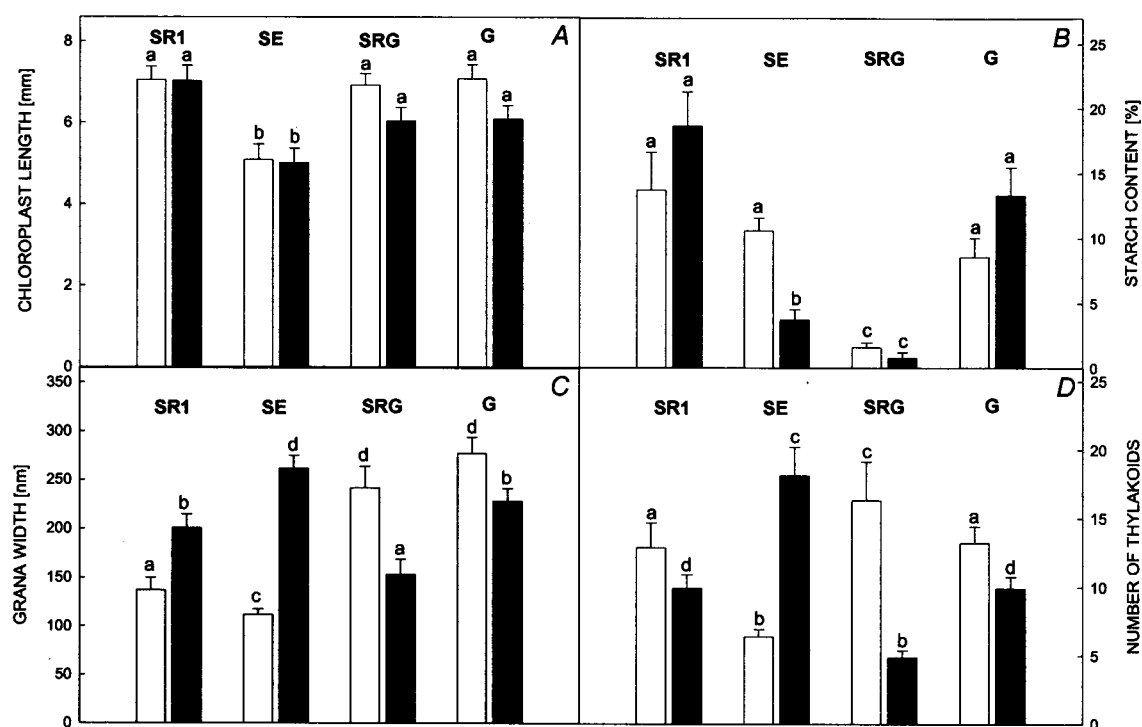 A
SR1 SE SRG G
a a b b a a a a
8
6
4
2
0
CHLOROPLAST LENGTH [mm]
B
SR1 SE SRG G
a a a b c c a a
25
20
15
10
5
0
STARCH CONTENT [%]
C
SR1 SE SRG G
a b c d d a d b
350
300
250
200
150
100
50
0
GRANA WIDTH [nm]
D
SR1 SE SRG G
a d b c c b a d
25
20
15
10
5
0
NUMBER OF THYLAKOIDS